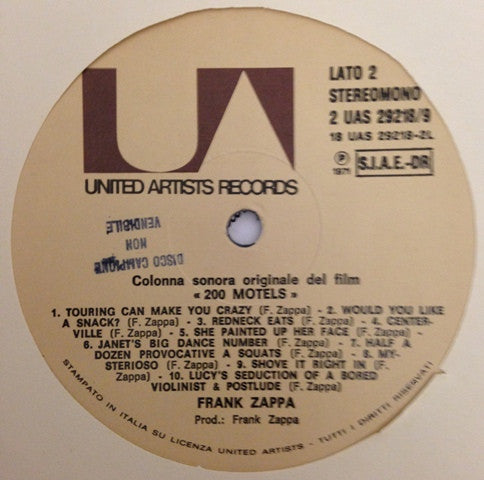 LATO 2
STEREOMONO
2 UAS 29218/9
18 UAS 29218-2L
Ⓟ 1971 S.I.A.E.-DR
UA
UNITED ARTISTS RECORDS
DISCO CAMPIONE
NON
VENDIBILE
Colonna sonora originale del film
« 200 MOTELS »
1. TOURING CAN MAKE YOU CRAZY (F. Zappa) - 2. WOULD YOU LIKE
A SNACK? (F. Zappa) - 3. REDNECK EATS (F. Zappa) - 4. CENTER-
VILLE (F. Zappa) - 5. SHE PAINTED UP HER FACE (F. Zappa) -
6. JANET'S BIG DANCE NUMBER (F. Zappa) - 7. HALF A
DOZEN PROVOCATIVE A SQUATS (F. Zappa) - 8. MY-
STERIOSO (F. Zappa) - 9. SHOVE IT RIGHT IN (F.
Zappa) - 10. LUCY'S SEDUCTION OF A BORED
VIOLINIST & POSTLUDE (F. Zappa)
FRANK ZAPPA
Prod.: Frank Zappa
STAMPATO IN ITALIA SU LICENZA UNITED ARTISTS - TUTTI I DIRITTI RISERVATI